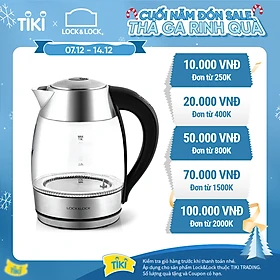 TIKI
LOCK&LOCK
CUỐI NĂM ĐÓN SALE
THẢ GA RINH QUÀ
07.12 - 14.12
10.000 VNĐ
Đơn từ 250K
20.000 VNĐ
Đơn từ 400K
50.000 VNĐ
Đơn từ 800K
70.000 VNĐ
Đơn từ 1500K
100.000 VNĐ
Đơn từ 2000K
LOCK&LOCK
TIKI
Kiểm tra giỏ hàng trước khi thanh toán nhé.
Áp dụng cho sản phẩm Lock&Lock thuộc TIKI TRADING.
Số lượng quà tặng và Coupon có hạn.